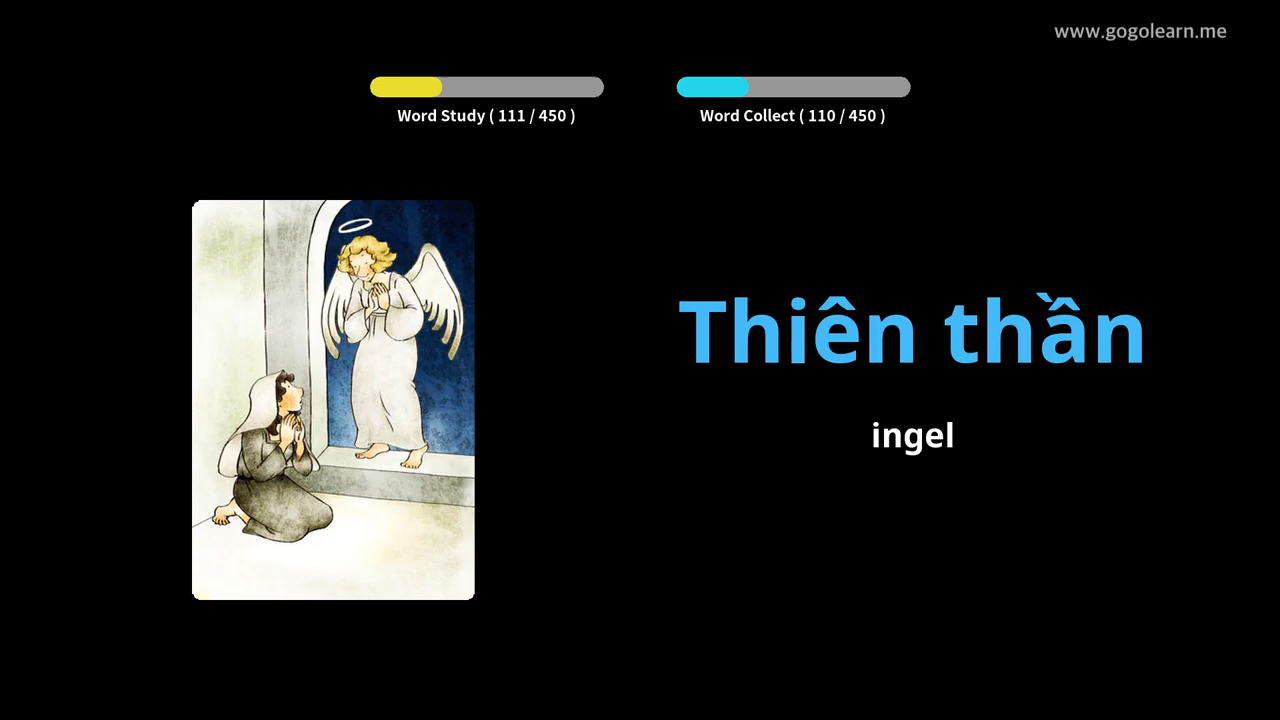 www.gogolearn.me
Word Study ( 111 / 450 )
Word Collect ( 110 / 450 )
Thiên thần
ingel